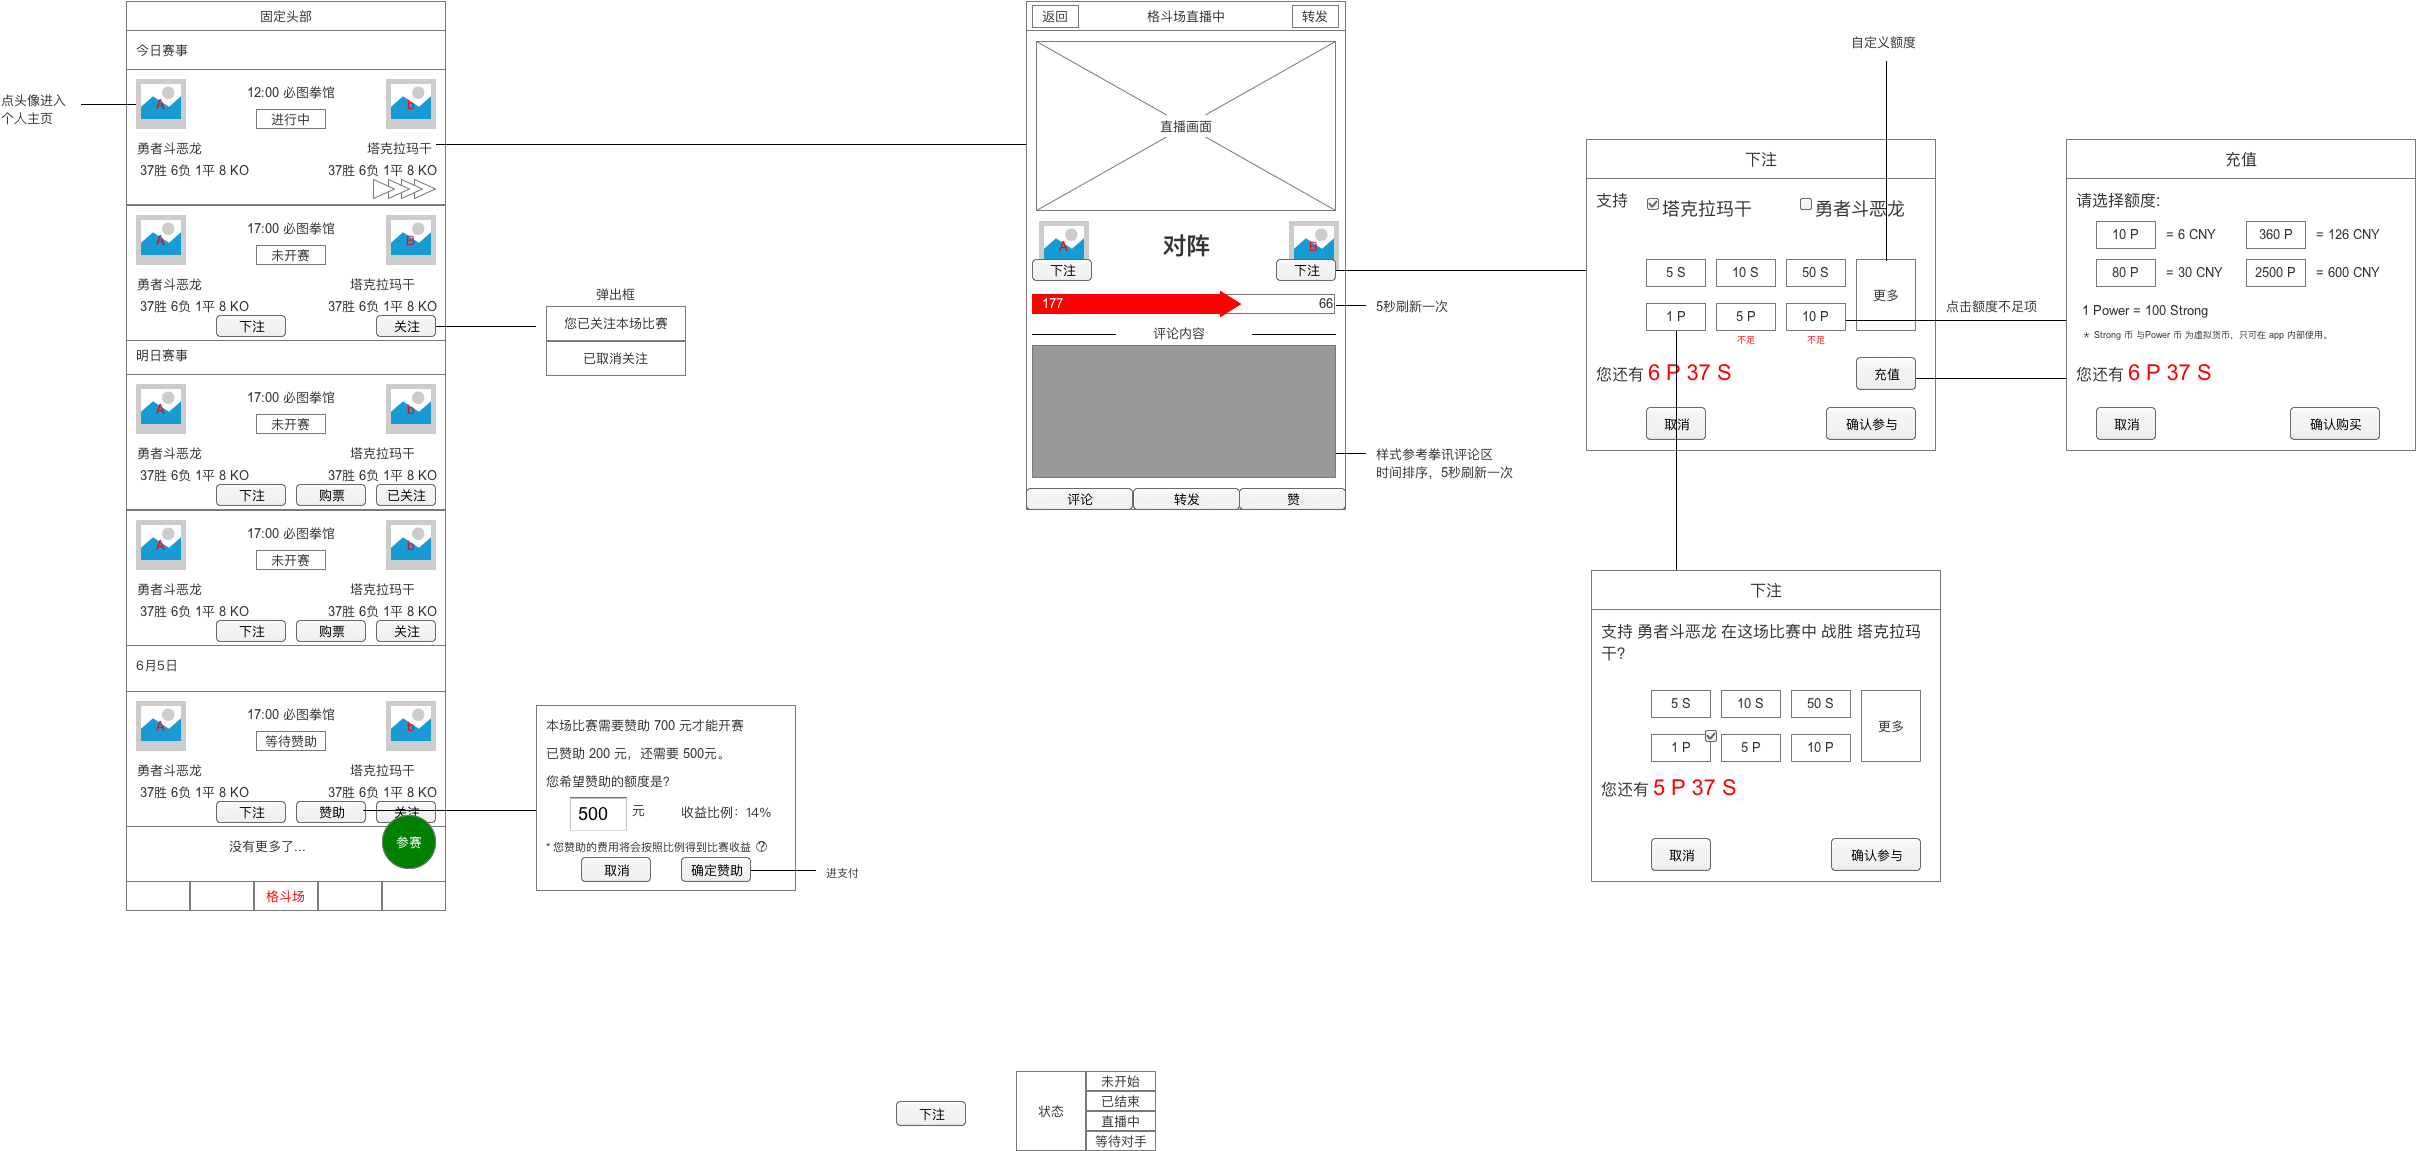 固定头部
今日赛事
点头像进入
个人主页
A
12:00 必图拳馆
b
进行中
勇者斗恶龙
塔克拉玛干
37胜 6负 1平 8 KO
37胜 6负 1平 8 KO
A
17:00 必图拳馆
B
未开赛
勇者斗恶龙
塔克拉玛干
37胜 6负 1平 8 KO
37胜 6负 1平 8 KO
下注
关注
明日赛事
A
17:00 必图拳馆
b
未开赛
勇者斗恶龙
塔克拉玛干
37胜 6负 1平 8 KO
37胜 6负 1平 8 KO
下注
购票
已关注
A
17:00 必图拳馆
b
未开赛
勇者斗恶龙
塔克拉玛干
37胜 6负 1平 8 KO
37胜 6负 1平 8 KO
下注
购票
关注
6月5日
A
17:00 必图拳馆
b
等待赞助
勇者斗恶龙
塔克拉玛干
37胜 6负 1平 8 KO
37胜 6负 1平 8 KO
下注
赞助
关注
没有更多了...
参赛
格斗场
弹出框
您已关注本场比赛
已取消关注
本场比赛需要赞助 700 元才能开赛
已赞助 200 元，还需要 500元。
您希望赞助的额度是?
500
元
收益比例：14%
* 您赞助的费用将会按照比例得到比赛收益 ?
取消
确定赞助
进支付
返回
格斗场直播中
转发
直播画面
A
对阵
B
下注
下注
177
66
5秒刷新一次
评论内容
样式参考拳讯评论区
时间排序，5秒刷新一次
评论
转发
赞
自定义额度
下注
支持
塔克拉玛干
勇者斗恶龙
5 S
10 S
50 S
更多
1 P
5 P
10 P
不足
不足
您还有 6 P 37 S
充值
取消
确认参与
点击额度不足项
充值
请选择额度:
10 P
= 6 CNY
360 P
= 126 CNY
80 P
= 30 CNY
2500 P
= 600 CNY
1 Power = 100 Strong
* Strong 币 与Power 币 为虚拟货币，只可在 app 内部使用。
您还有 6 P 37 S
取消
确认购买
下注
支持 勇者斗恶龙 在这场比赛中 战胜 塔克拉玛
干?
5 S
10 S
50 S
更多
1 P
5 P
10 P
您还有 5 P 37 S
取消
确认参与
下注
状态
未开始
已结束
直播中
等待对手